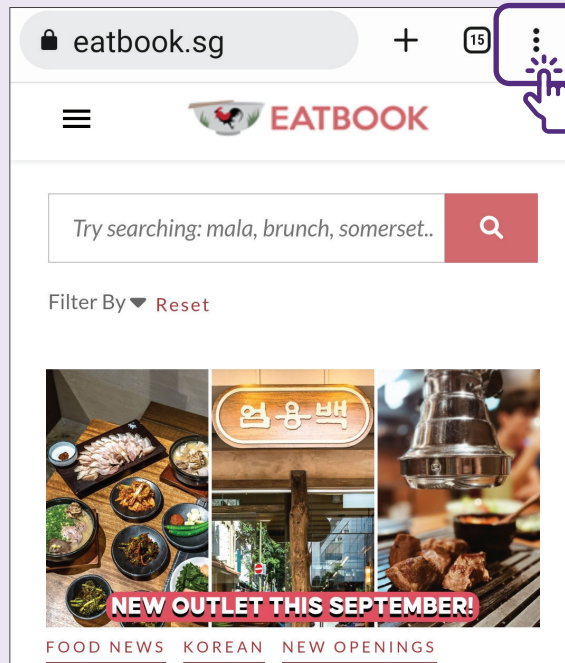 eatbook.sg
15
EATBOOK
Try searching: mala, brunch, somerset..
Filter By Reset
엄용백
NEW OUTLET THIS SEPTEMBER!
FOOD NEWS KOREAN NEW OPENINGS